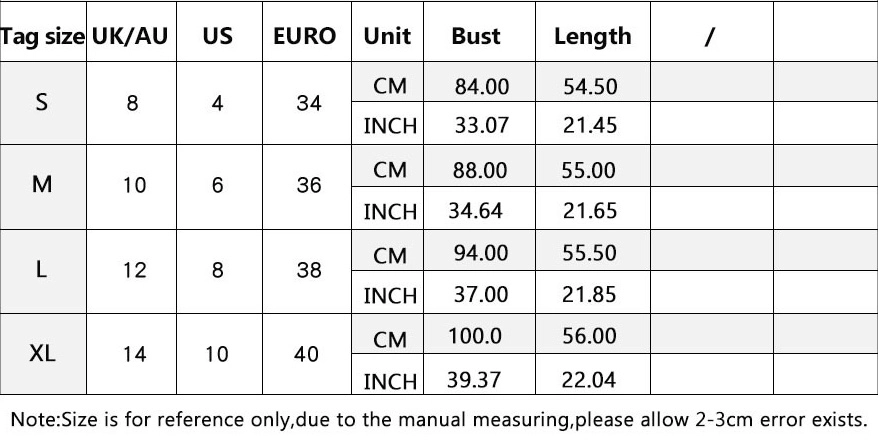 Tag size UK/AU US EURO Unit Bust Length /
S 8 4 34 CM 84.00 54.50
INCH 33.07 21.45
M 10 6 36 CM 88.00 55.00
INCH 34.64 21.65
L 12 8 38 CM 94.00 55.50
INCH 37.00 21.85
XL 14 10 40 CM 100.0 56.00
INCH 39.37 22.04
Note:Size is for reference only,due to the manual measuring,please allow 2-3cm error exists.